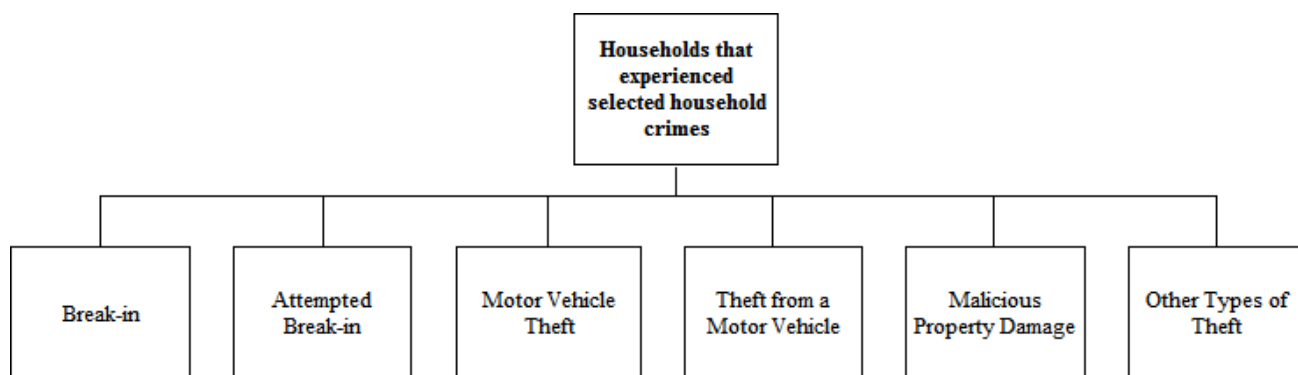 Households that
experienced
selected household
crimes
Break-in
Attempted
Break-in
Motor Vehicle
Theft
Theft from a
Motor Vehicle
Malicious
Property Damage
Other Types of
Theft